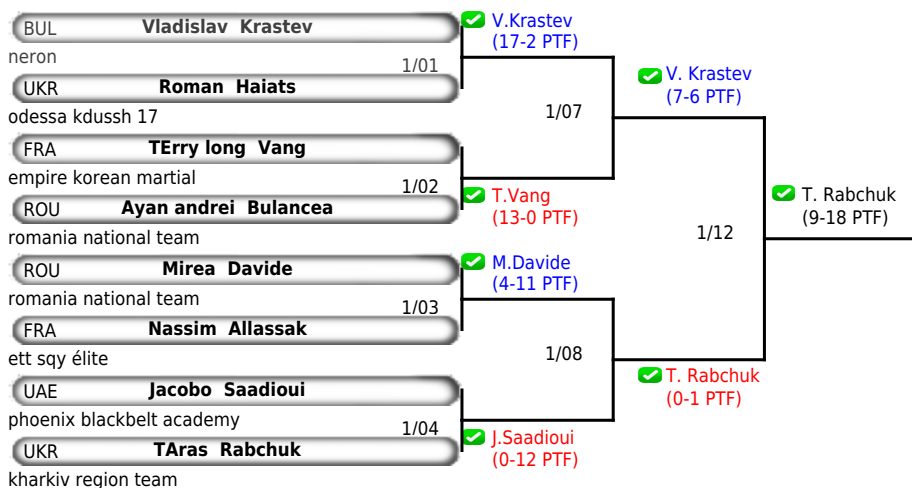 BUL Vladislav Krastev
neron
1/01
UKR Roman Haiats
odessa kdussh 17
V.Krastev
(17-2 PTF)
1/07
FRA TErry long Vang
empire korean martial
1/02
ROU Ayan andrei Bulancea
romania national team
T.Vang
(13-0 PTF)
V. Krastev
(7-6 PTF)
1/12
T. Rabchuk
(9-18 PTF)
ROU Mirea Davide
romania national team
1/03
FRA Nassim Allassak
ett sqy élite
M.Davide
(4-11 PTF)
1/08
UAE Jacobo Saadioui
phoenix blackbelt academy
1/04
UKR TAras Rabchuk
kharkiv region team
J.Saadioui
(0-12 PTF)
T. Rabchuk
(0-1 PTF)